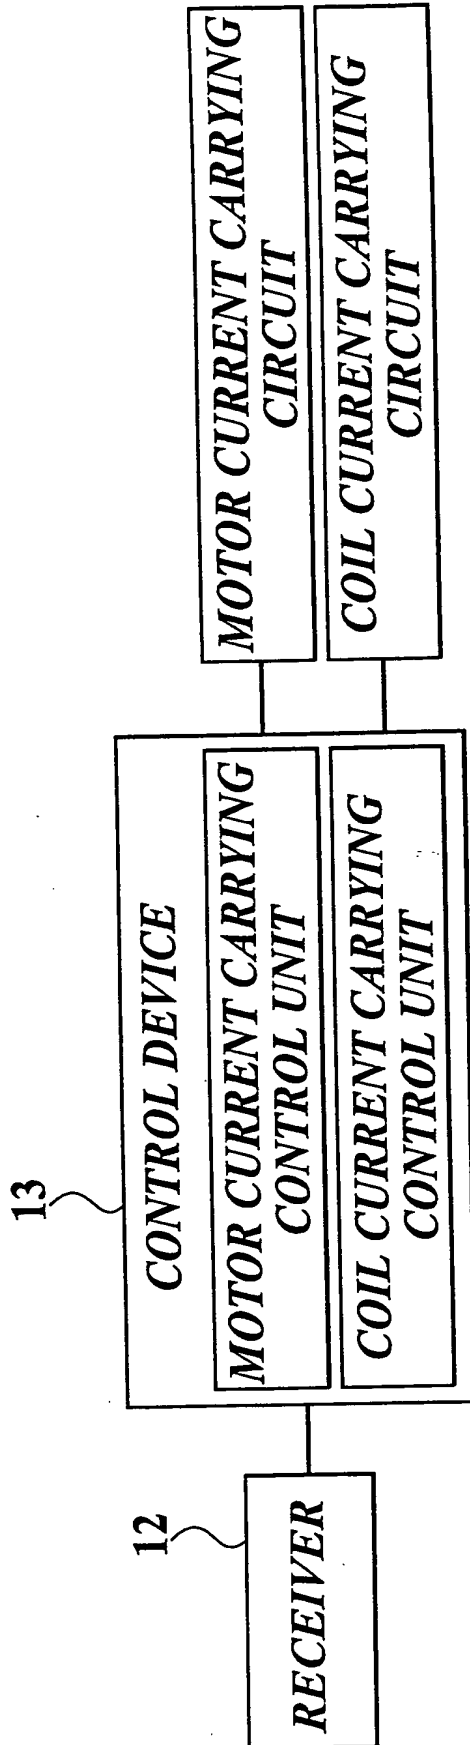 12
RECEIVER
13
CONTROL DEVICE
MOTOR CURRENT CARRYING
CONTROL UNIT
COIL CURRENT CARRYING
CONTROL UNIT
MOTOR CURRENT CARRYING
CIRCUIT
COIL CURRENT CARRYING
CIRCUIT